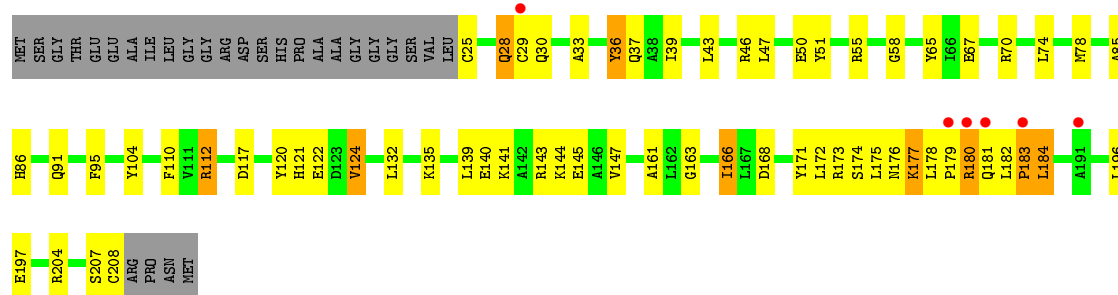 MET SER GLY THR GLU GLU ALA ILE LEU GLY GLY ARG ASP SER HIS PRO ALA ALA GLY GLY GLY SER VAL LEU C25 Q28 C29 Q30 A33 Y36 Q37 A38 I39 L43 R46 L47 E50 Y51 R55 G58 Y65 I66 E67 R70 L74 M78 A85
H86 Q91 F95 Y104 F110 V111 R112 D117 Y120 H121 E122 D123 V124 L132 K135 L139 E140 K141 A142 R143 K144 E145 A146 V147 A161 L162 G163 I166 L167 D168 Y171 L172 R173 S174 L175 N176 K177 L178 P179 R180 Q181 L182 P183 L184 A191 L196
E197 R204 S207 C208 ARG PRO ASN MET